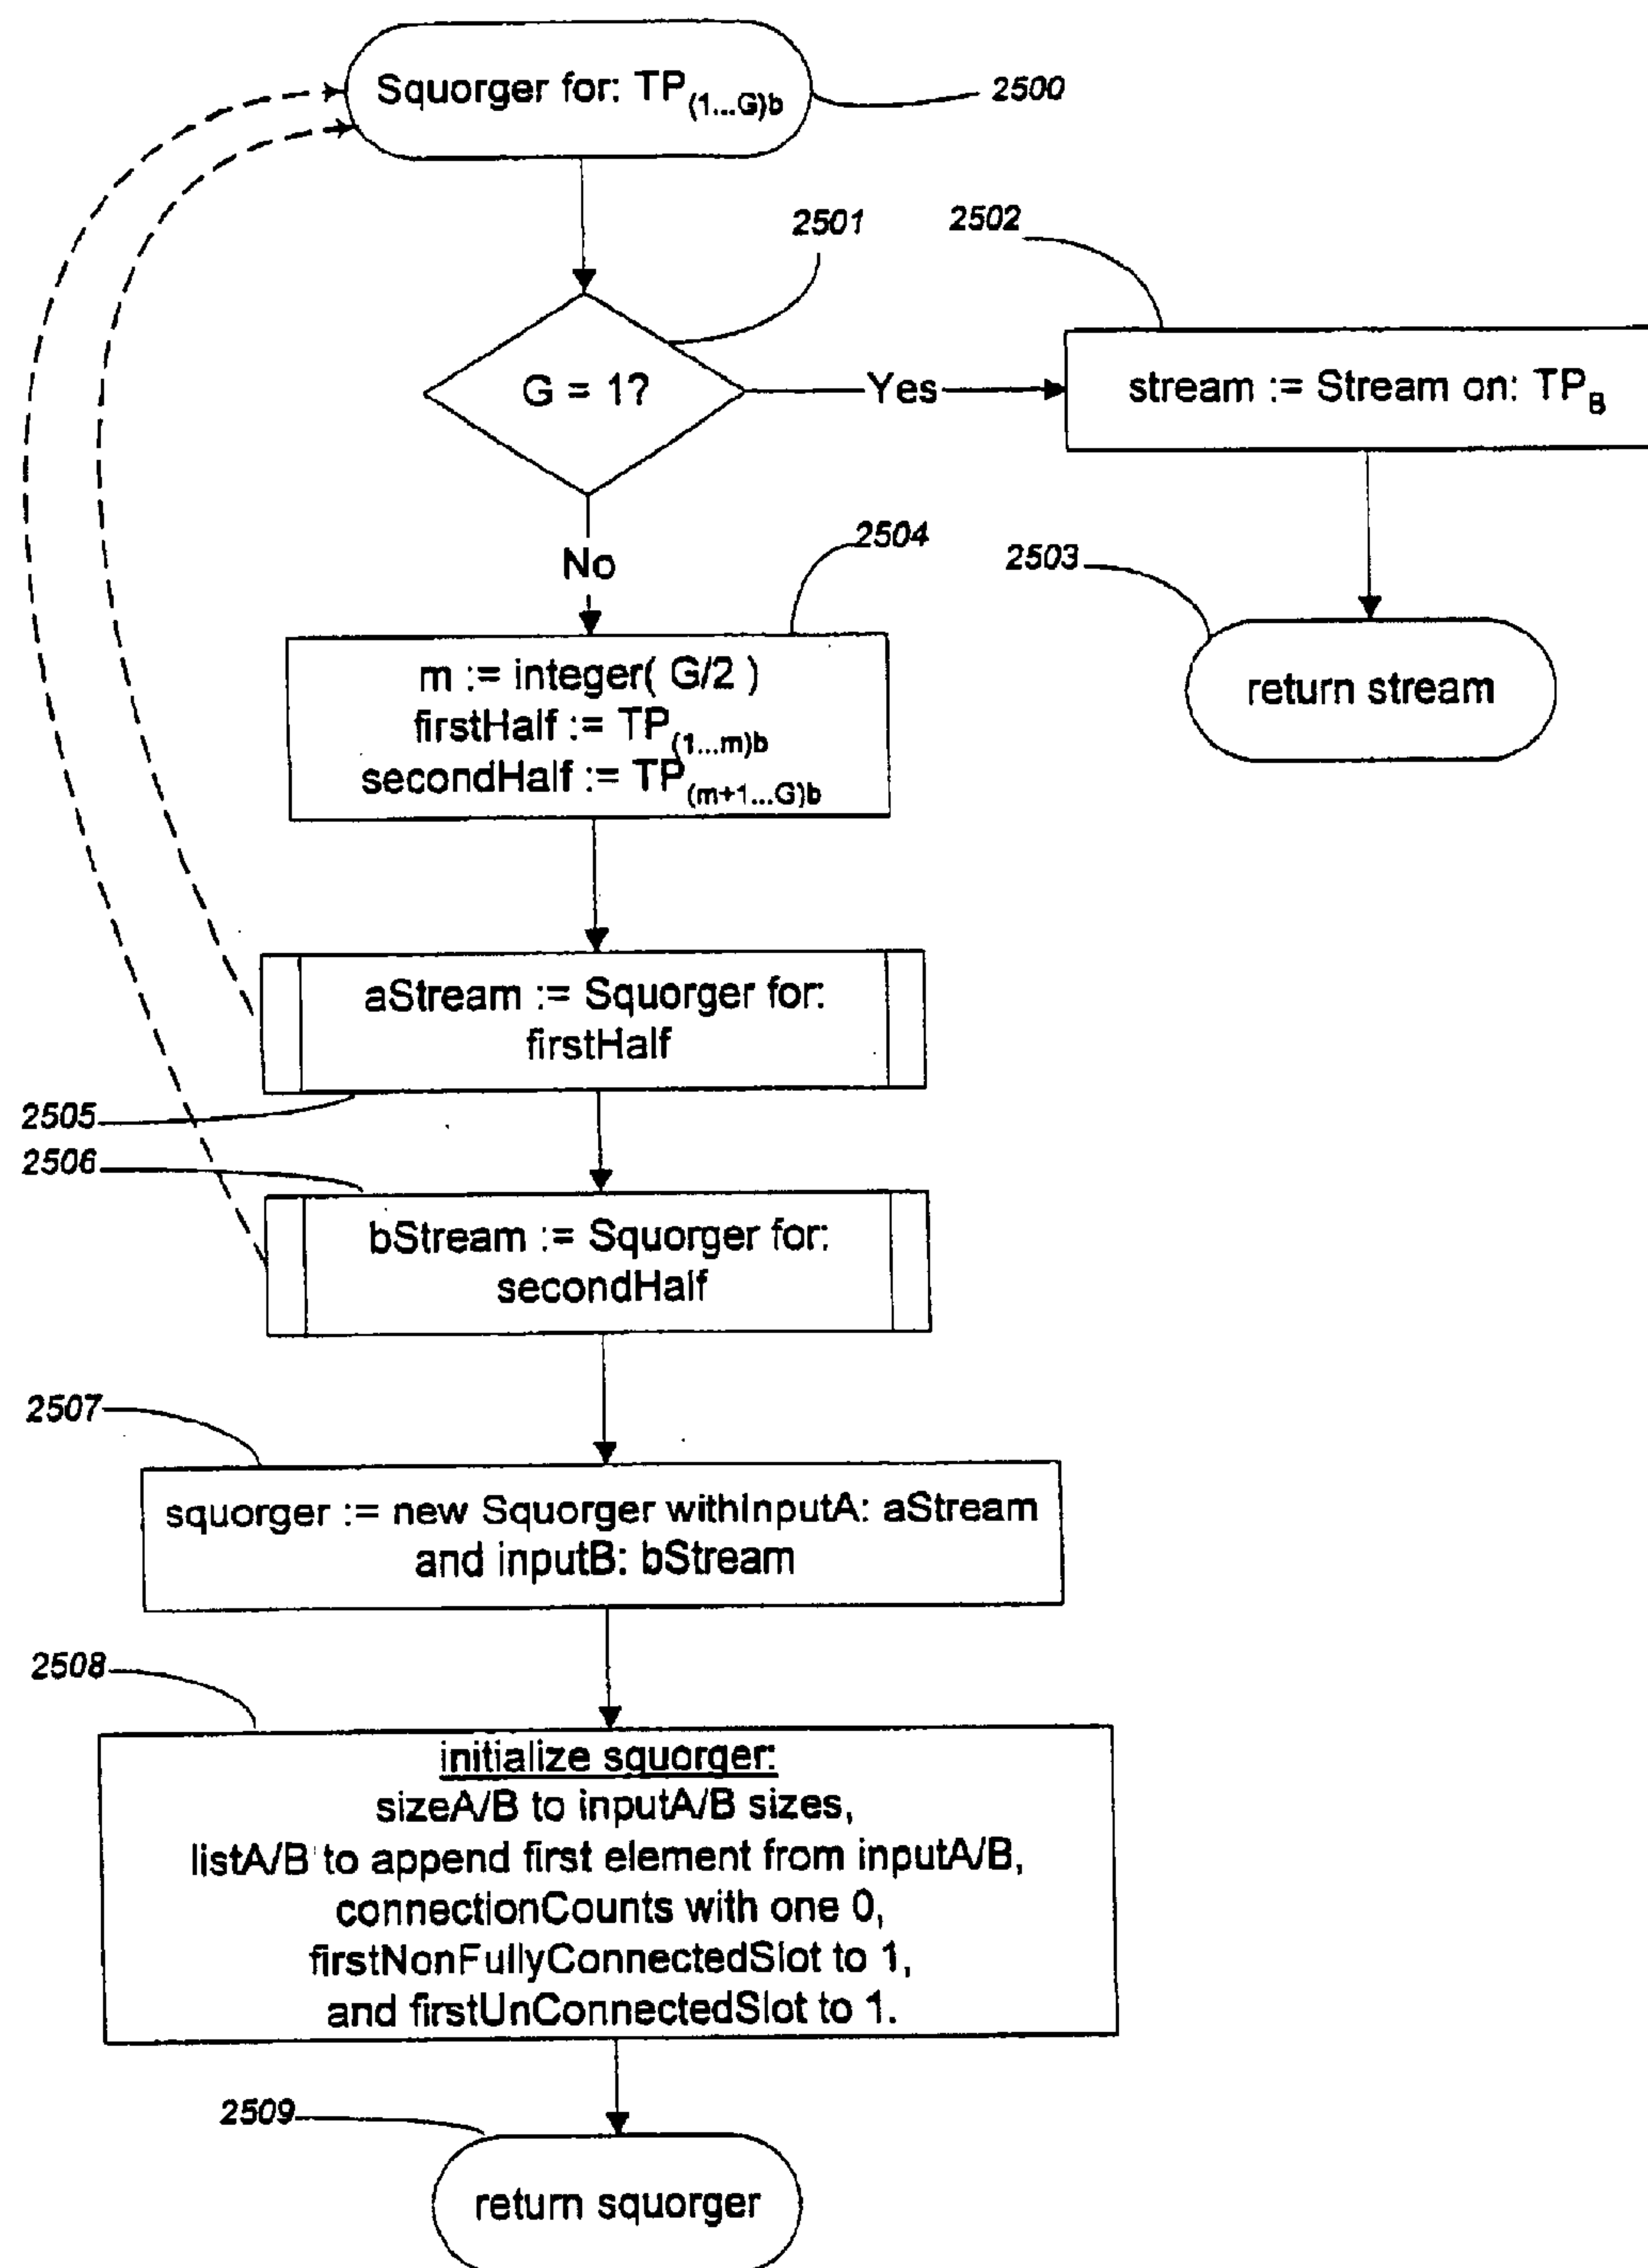 Squorger for: TP(1...G)b
2500
2501
2502
G = 1?
Yes
stream := Stream on: TPB
No
2504
2503
m := integer( G/2 )
firstHalf := TP(1...m)b
secondHalf := TP(m+1...G)b
return stream
aStream := Squorger for:
firstHalf
2505
2506
bStream := Squorger for:
secondHalf
2507
squorger := new Squorger withInputA: aStream
and inputB: bStream
2508
initialize squorger:
sizeA/B to inputA/B sizes,
listA/B to append first element from inputA/B,
connectionCounts with one 0,
firstNonFullyConnectedSlot to 1,
and firstUnConnectedSlot to 1.
2509
return squorger